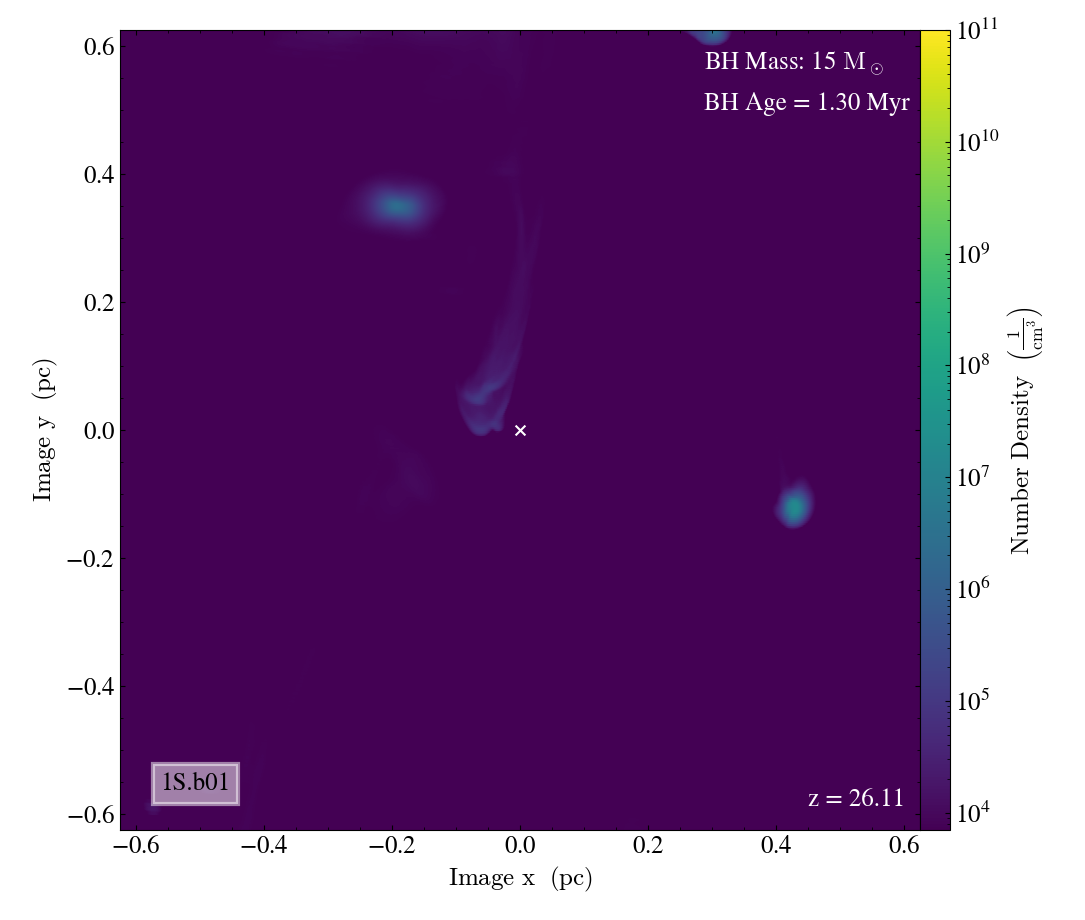 BH Mass: 15 M⊙
BH Age = 1.30 Myr
1S.b01
z = 26.11
0.6
0.4
0.2
0.0
−0.2
−0.4
−0.6
Image y (pc)
−0.6 −0.4 −0.2 0.0 0.2 0.4 0.6
Image x (pc)
10¹¹
10¹⁰
10⁹
10⁸
10⁷
10⁶
10⁵
10⁴
Number Density (1/cm³)